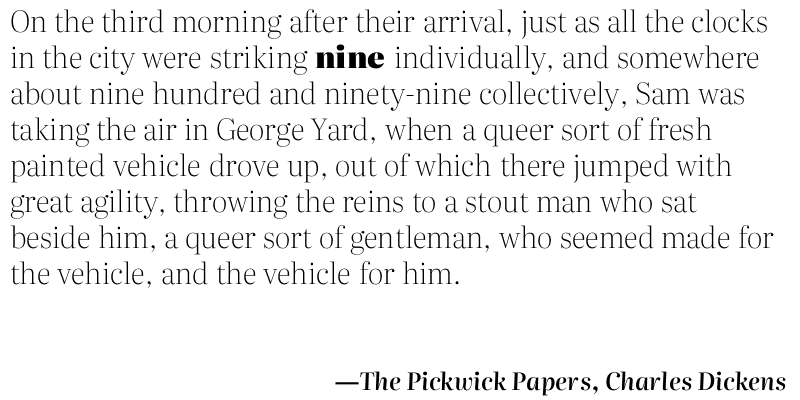 On the third morning after their arrival, just as all the clocks
in the city were striking nine individually, and somewhere
about nine hundred and ninety-nine collectively, Sam was
taking the air in George Yard, when a queer sort of fresh
painted vehicle drove up, out of which there jumped with
great agility, throwing the reins to a stout man who sat
beside him, a queer sort of gentleman, who seemed made for
the vehicle, and the vehicle for him.
—The Pickwick Papers, Charles Dickens